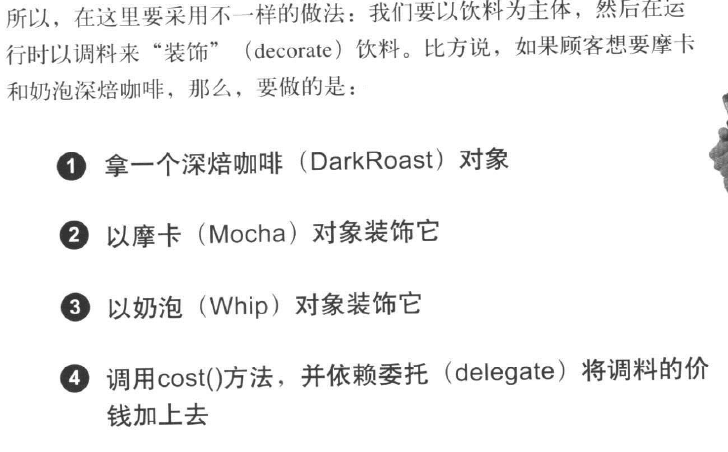 所以，在这里要采用不一样的做法：我们要以饮料为主体，然后在运
行时以调料来“装饰”（decorate）饮料。比方说，如果顾客想要摩卡
和奶泡深焙咖啡，那么，要做的是：
1 拿一个深焙咖啡（DarkRoast）对象
2 以摩卡（Mocha）对象装饰它
3 以奶泡（Whip）对象装饰它
4 调用cost()方法，并依赖委托（delegate）将调料的价
钱加上去